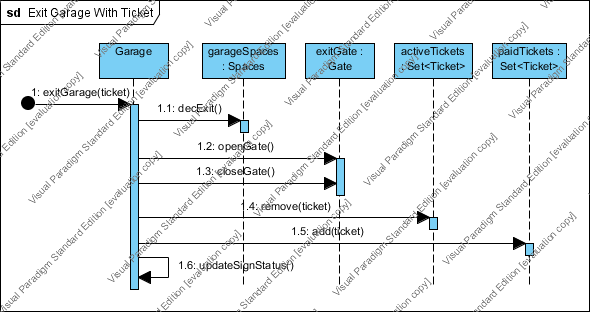 sd Exit Garage With Ticket
Garage
garageSpaces
: Spaces
exitGate :
Gate
activeTickets :
Set<Ticket>
paidTickets :
Set<Ticket>
1: exitGarage(ticket)
1.1: decExit()
1.2: openGate()
1.3: closeGate()
1.4: remove(ticket)
1.5: add(ticket)
1.6: updateSignStatus()
Visual Paradigm Standard Edition [evaluation copy]